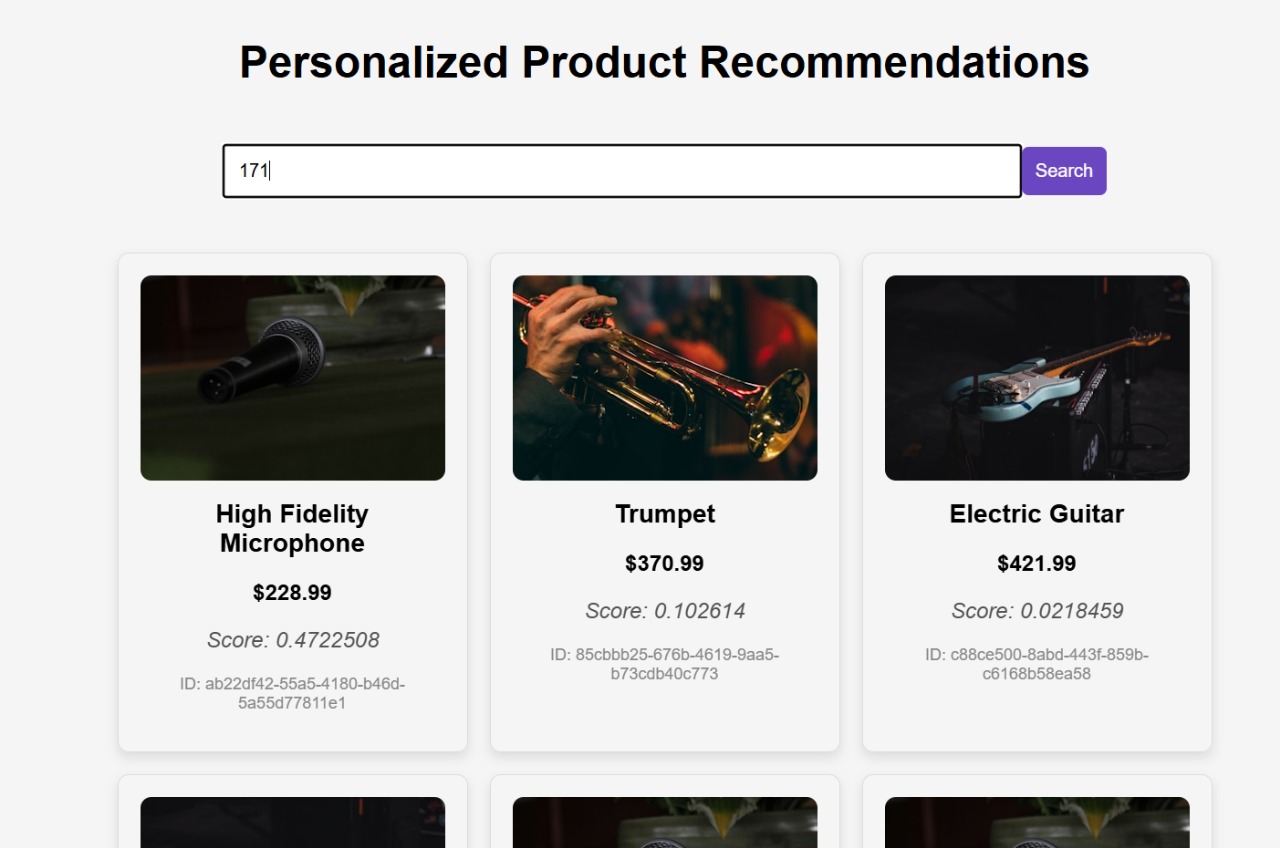 Personalized Product Recommendations
171
Search
High Fidelity
Microphone
$228.99
Score: 0.4722508
ID: ab22df42-55a5-4180-b46d-
5a55d77811e1
Trumpet
$370.99
Score: 0.102614
ID: 85cbbb25-676b-4619-9aa5-
b73cdb40c773
Electric Guitar
$421.99
Score: 0.0218459
ID: c88ce500-8abd-443f-859b-
c6168b58ea58